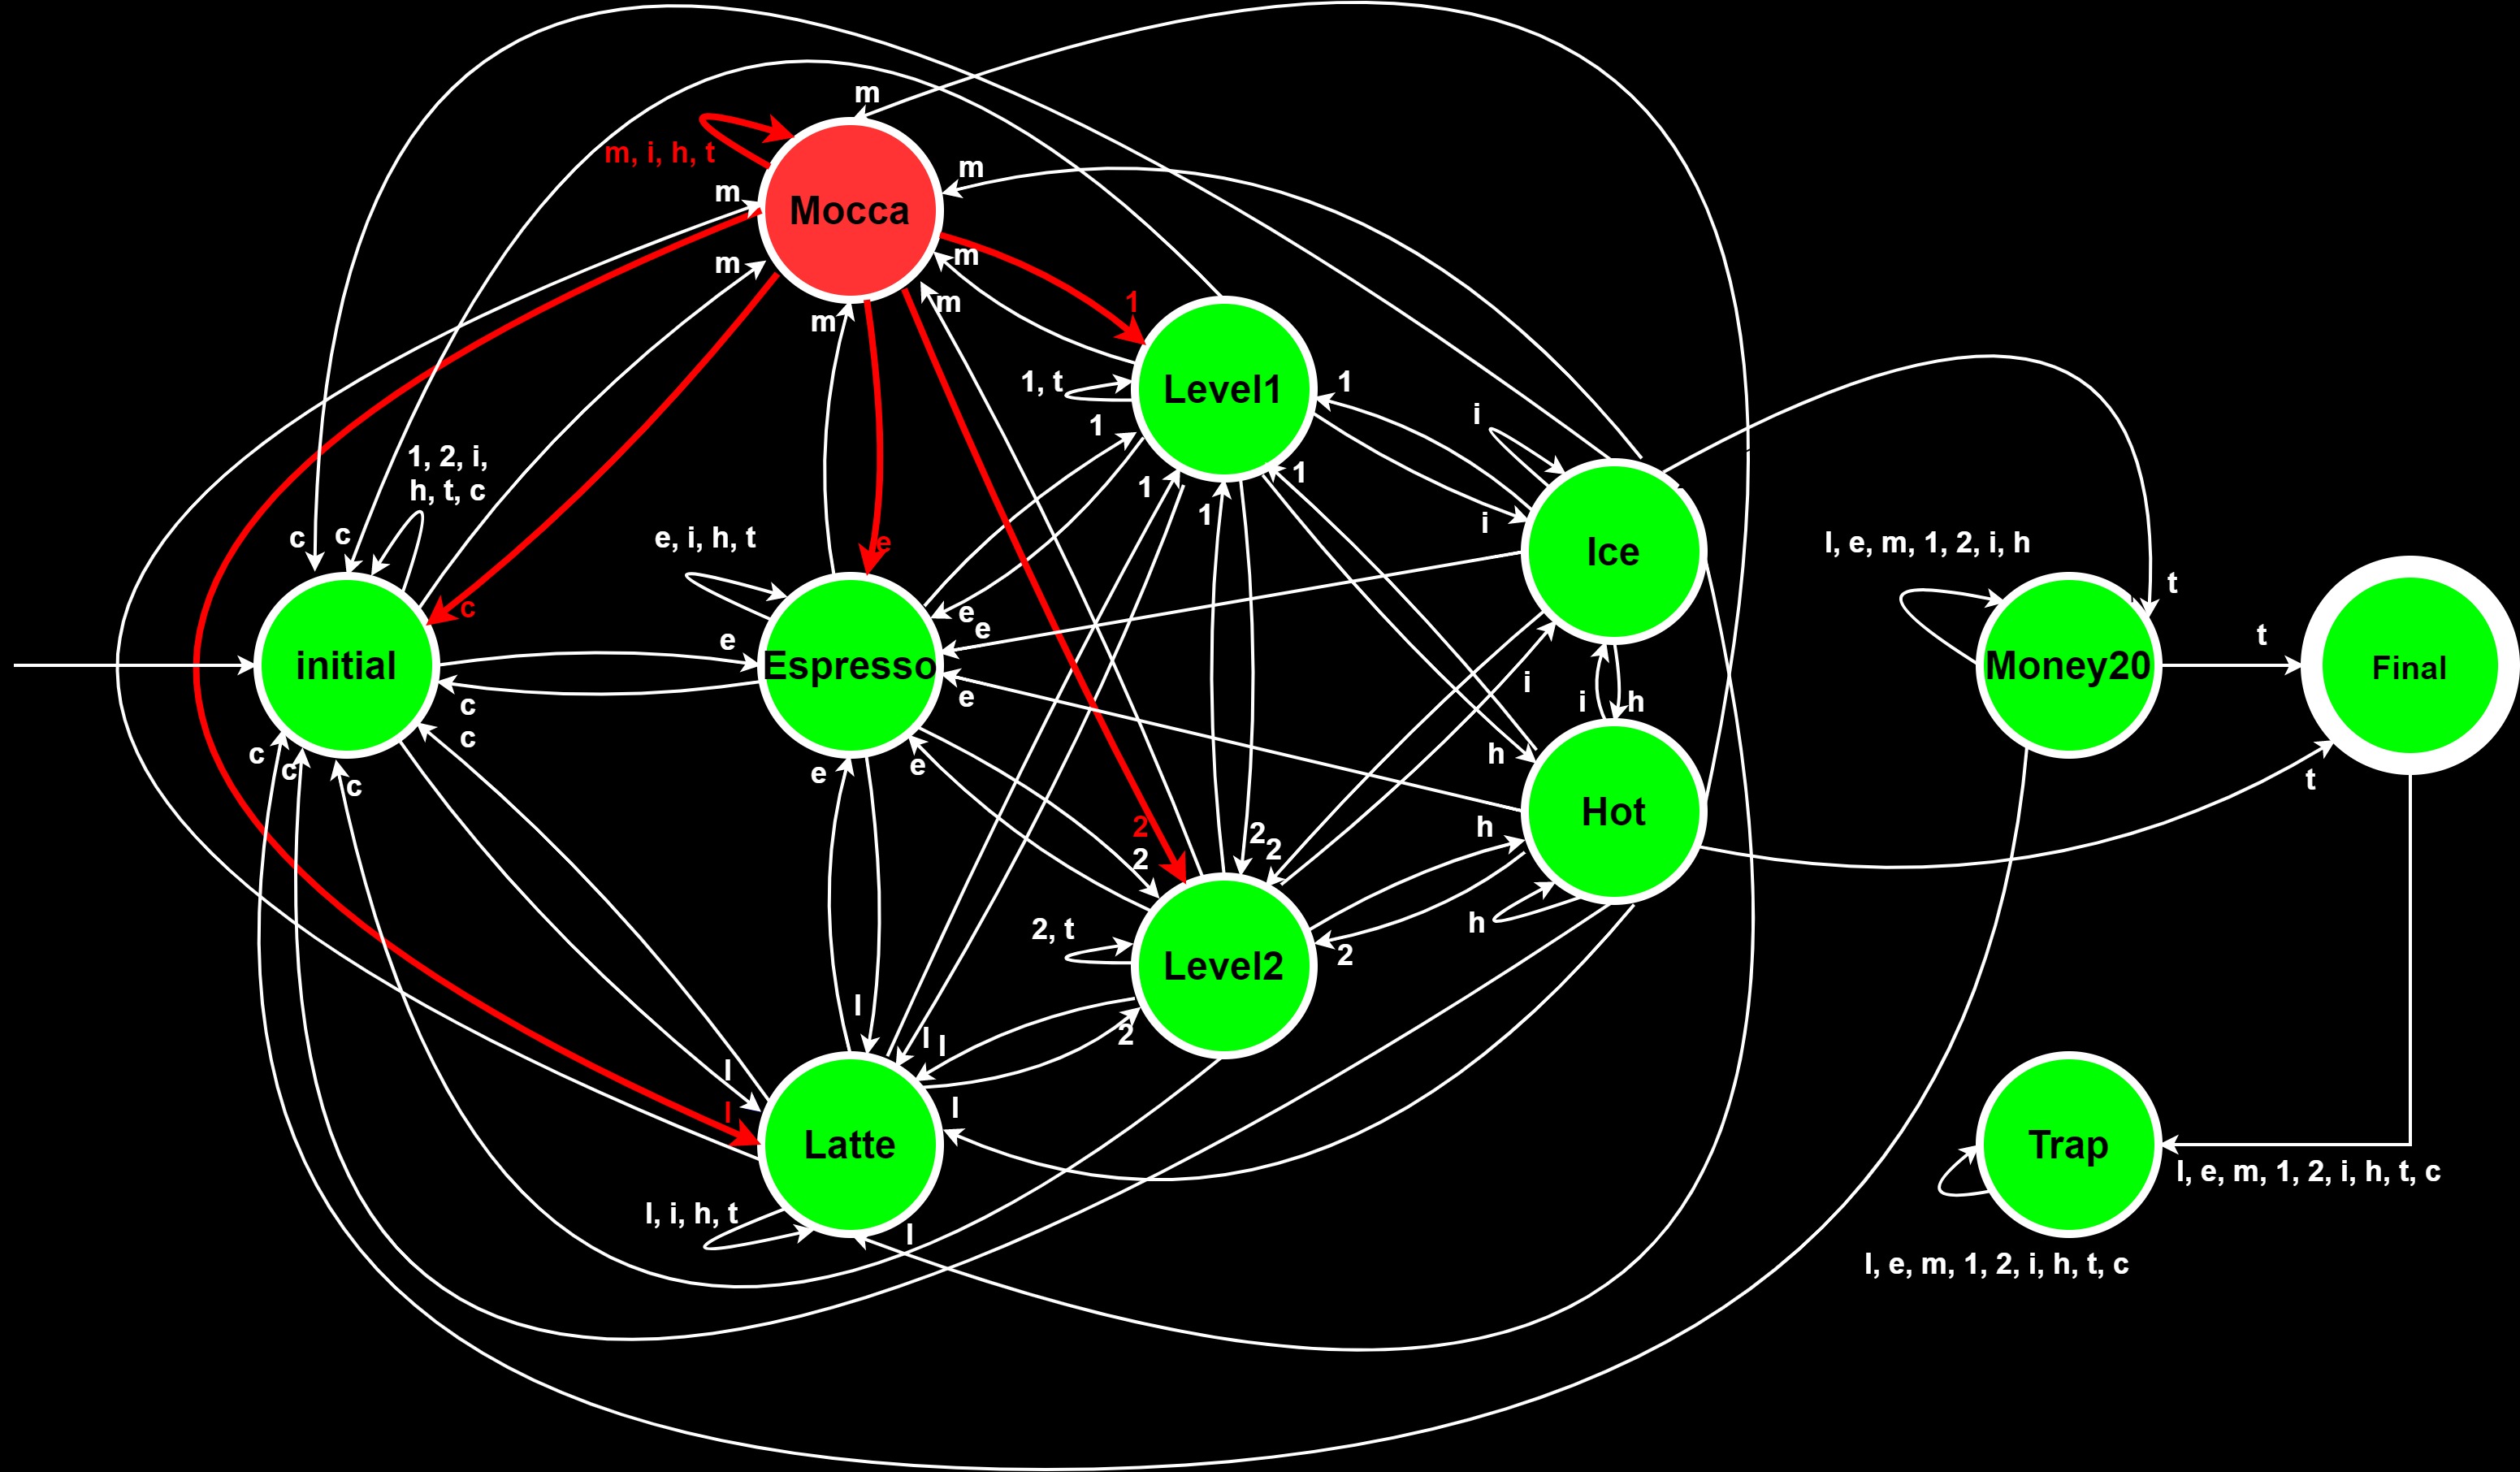 m
m, i, h, t
m
m
Mocca
m
m
m
m
1
1, t
Level1
1
1
1
1
1
i
i
1, 2, i,
h, t, c
c
c
e, i, h, t
c
e
initial
e
Espresso
e
e
e
e
e
c
c
c
c
c
Ice
i
i
h
h
l, e, m, 1, 2, i, h
t
Money20
t
Final
t
Hot
h
h
2
2
2
2
2, t
Level2
2
2
l
l
l
l
l
l
Latte
l, i, h, t
l
Trap
l, e, m, 1, 2, i, h, t, c
l, e, m, 1, 2, i, h, t, c